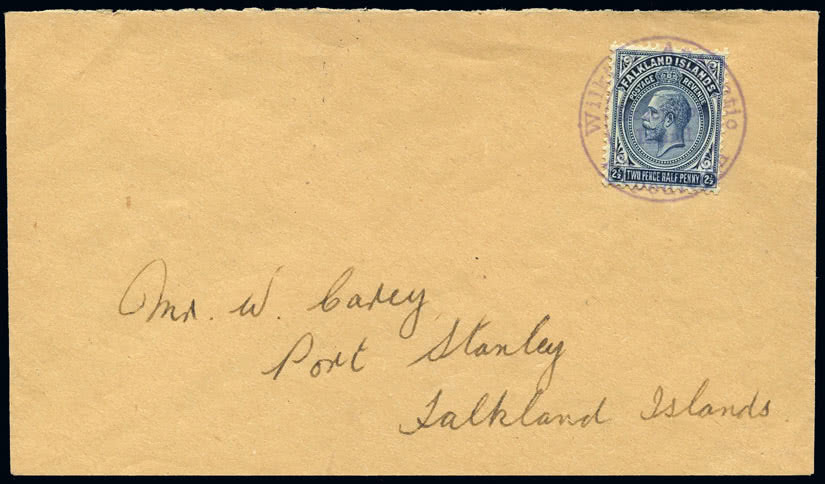 FALKLAND ISLANDS
POSTAGE REVENUE
2½ TWO PENCE HALF PENNY 2½
Mr. W. Carey
Port Stanley
Falkland Islands